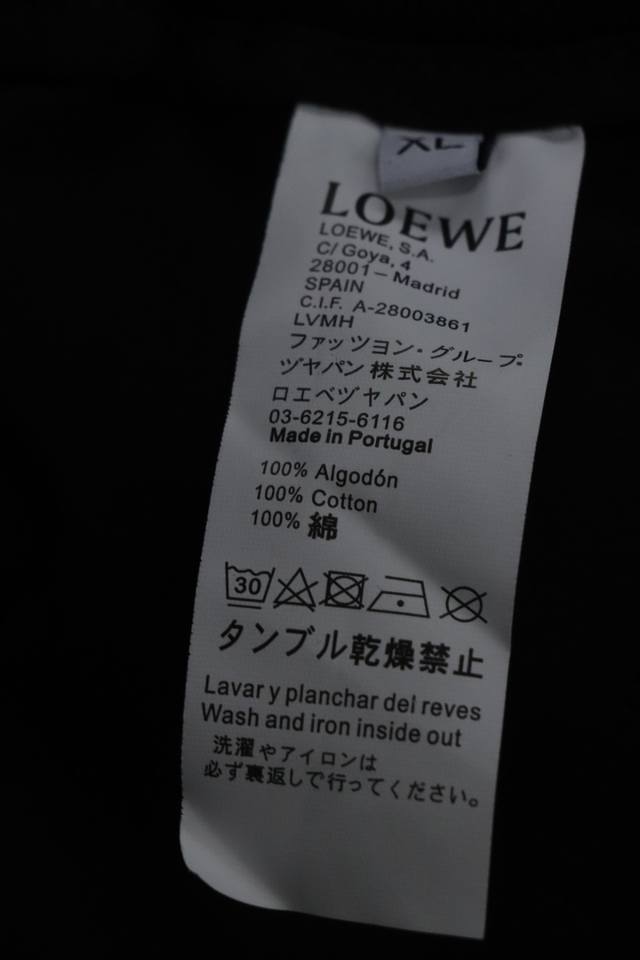 XL
LOEWE
LOEWE, S.A.
C/ Goya, 4
28001 – Madrid
SPAIN
C.I.F. A-28003861
LVMH
ファッツヨン・グループ
ヅヤパン 株式会社
ロエベヅヤパン
03-6215-6116
Made in Portugal
100% Algodón
100% Cotton
100% 綿
30
タンブル乾燥禁止
Lavar y planchar del reves
Wash and iron inside out
洗濯やアイロンは
必ず裏返しで行ってください。